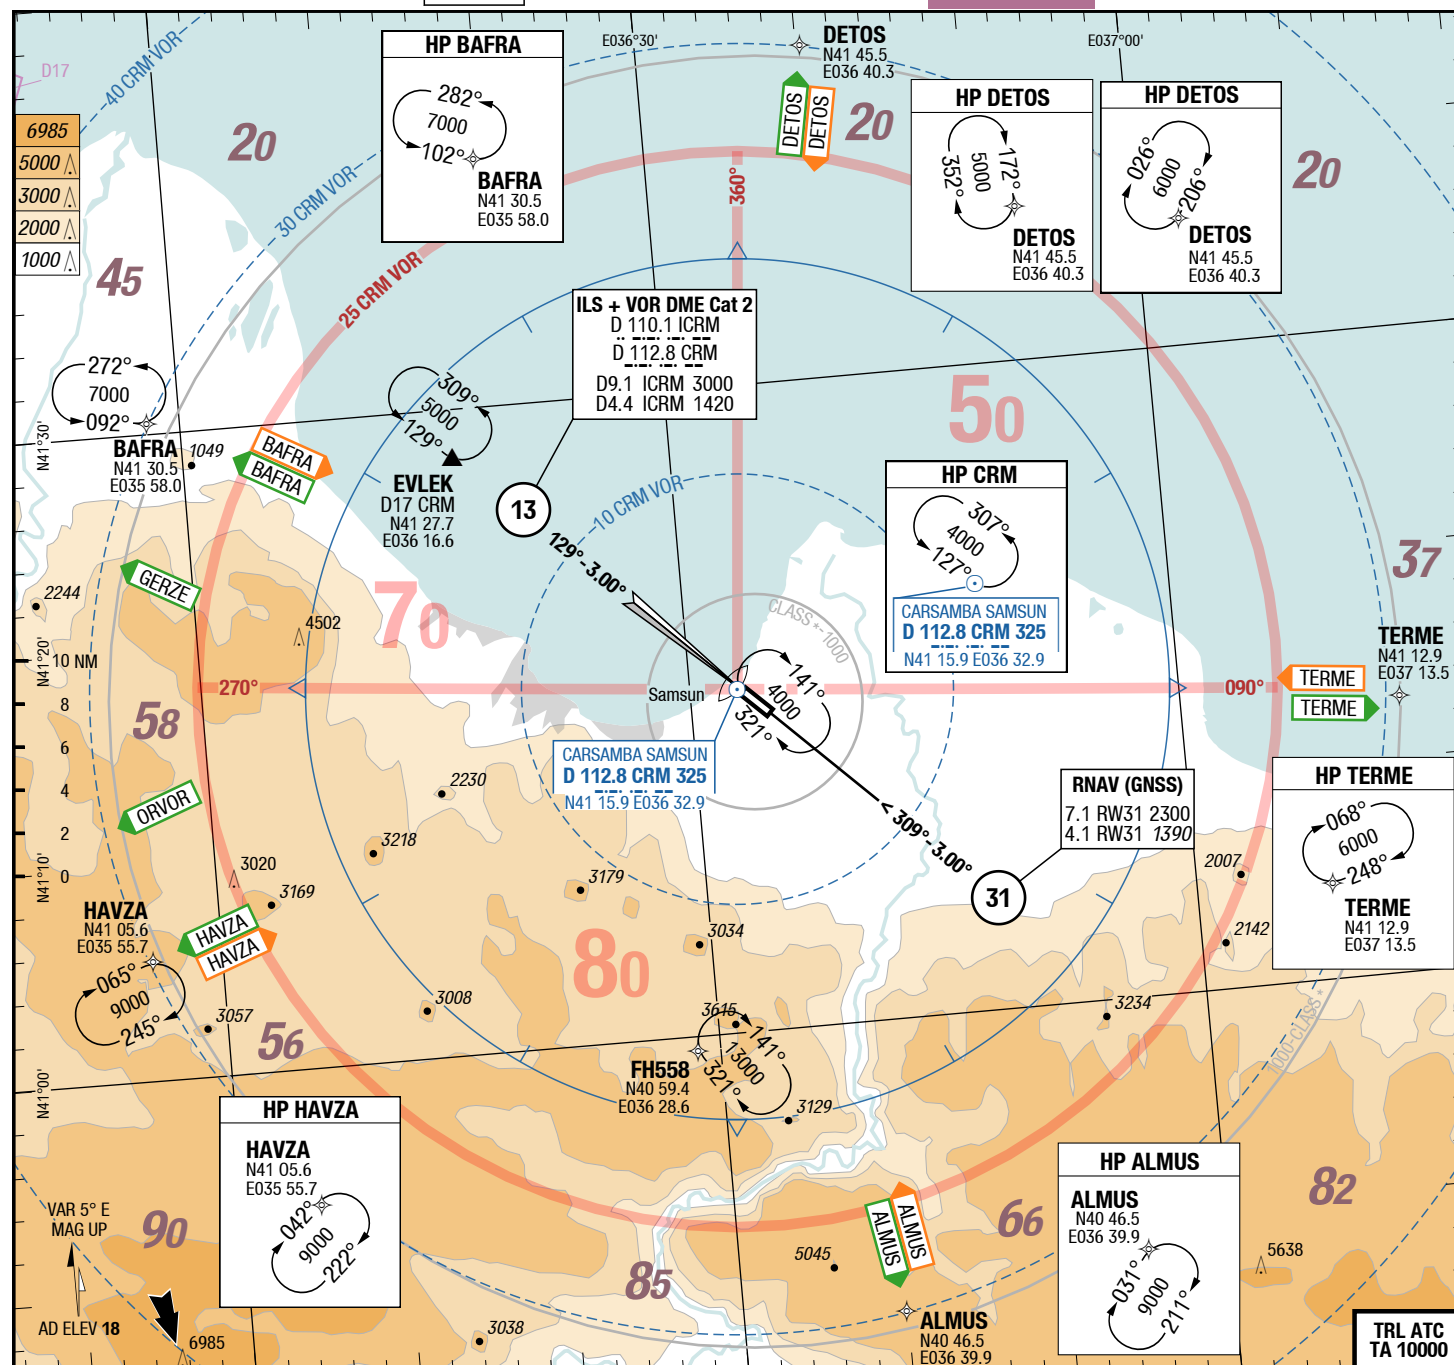 D17
40 CRM VOR
6985
5000
3000
2000
1000
20
45
30 CRM VOR
25 CRM VOR
HP BAFRA
282°
7000
102°
BAFRA
N41 30.5
E035 58.0
E036°30'
DETOS
N41 45.5
E036 40.3
DETOS
DETOS
20
E037°00'
HP DETOS
352°
5000
172°
DETOS
N41 45.5
E036 40.3
HP DETOS
026°
6000
206°
DETOS
N41 45.5
E036 40.3
20
360°
ILS + VOR DME Cat 2
D 110.1 ICRM
D 112.8 CRM
D9.1 ICRM 3000
D4.4 ICRM 1420
272°
7000
092°
BAFRA
N41 30.5
E035 58.0
N41°30'
1049
BAFRA
BAFRA
309°
5000
129°
EVLEK
D17 CRM
N41 27.7
E036 16.6
13
129°-3.00°
10 CRM VOR
50
HP CRM
307°
4000
127°
CARSAMBA SAMSUN
D 112.8 CRM 325
N41 15.9 E036 32.9
37
GERZE
2244
4502
70
CLASS *-1000
TERME
N41 12.9
E037 13.5
N41°20'
10 NM
8
6
4
2
0
270°
Samsun
141°
4000
321°
090°
TERME
TERME
58
CARSAMBA SAMSUN
D 112.8 CRM 325
N41 15.9 E036 32.9
ORVOR
2230
3218
3179
3020
3169
N41°10'
< 309°-3.00°
RNAV (GNSS)
7.1 RW31 2300
4.1 RW31 1390
31
HP TERME
068°
6000
248°
TERME
N41 12.9
E037 13.5
2007
2142
HAVZA
N41 05.6
E035 55.7
HAVZA
HAVZA
065°
9000
245°
3034
80
3008
3057
56
3615
141°
13000
321°
FH558
N40 59.4
E036 28.6
3129
3234
1000-CLASS *
N41°00'
HP HAVZA
HAVZA
N41 05.6
E035 55.7
042°
9000
222°
VAR 5° E
MAG UP
90
AD ELEV 18
6985
3038
85
5045
ALMUS
ALMUS
66
ALMUS
N40 46.5
E036 39.9
HP ALMUS
ALMUS
N40 46.5
E036 39.9
031°
9000
211°
82
5638
TRL ATC
TA 10000